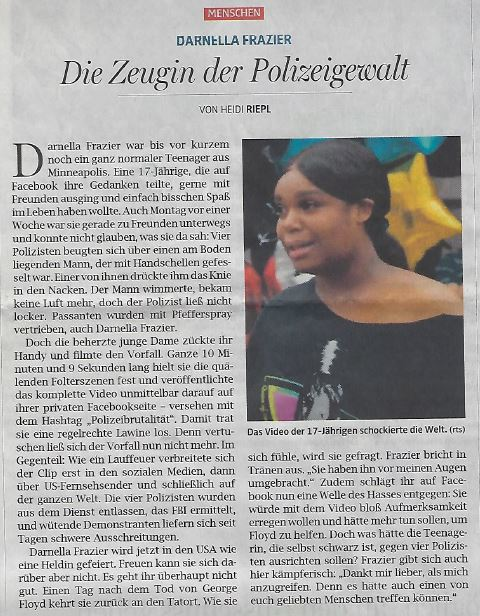 MENSCHEN
DARNELLA FRAZIER
Die Zeugin der Polizeigewalt
VON HEIDI RIEPL
Darnella Frazier war bis vor kurzem
noch ein ganz normaler Teenager aus
Minneapolis. Eine 17-Jährige, die auf
Facebook ihre Gedanken teilte, gerne mit
Freunden ausging und einfach bisschen Spaß
im Leben haben wollte. Auch Montag vor einer
Woche war sie gerade zu Freunden unterwegs
und konnte nicht glauben, was sie da sah: Vier
Polizisten beugten sich über einen am Boden
liegenden Mann, der mit Handschellen gefes-
selt war. Einer von ihnen drückte ihm das Knie
in den Nacken. Der Mann wimmerte, bekam
keine Luft mehr, doch der Polizist ließ nicht
locker. Passanten wurden mit Pfefferspray
vertrieben, auch Darnella Frazier.
Doch die beherzte junge Dame zückte ihr
Handy und filmte den Vorfall. Ganze 10 Mi-
nuten und 9 Sekunden lang hielt sie die quä-
lenden Folterszenen fest und veröffentlichte
das komplette Video unmittelbar darauf auf
ihrer privaten Facebookseite – versehen mit
dem Hashtag „Polizeibrutalität“. Damit trat
sie eine regelrechte Lawine los. Denn vertu-
schen ließ sich der Vorfall nun nicht mehr. Im
Gegenteil: Wie ein Lauffeuer verbreitete sich
der Clip erst in den sozialen Medien, dann
über US-Fernsehsender und schließlich auf
der ganzen Welt. Die vier Polizisten wurden
aus dem Dienst entlassen, das FBI ermittelt,
und wütende Demonstranten liefern sich seit
Tagen schwere Ausschreitungen.
Darnella Frazier wird jetzt in den USA wie
eine Heldin gefeiert. Freuen kann sie sich da-
rüber aber nicht. Es geht ihr überhaupt nicht
gut. Einen Tag nach dem Tod von George
Floyd kehrt sie zurück an den Tatort. Wie sie
Das Video der 17-Jährigen schockierte die Welt. (rts)
sich fühle, wird sie gefragt. Frazier bricht in
Tränen aus. „Sie haben ihn vor meinen Augen
umgebracht.“ Zudem schlägt ihr auf Face-
book nun eine Welle des Hasses entgegen: Sie
würde mit dem Video bloß Aufmerksamkeit
erregen wollen und hätte mehr tun sollen, um
Floyd zu helfen. Doch was hätte die Teenage-
rin, die selbst schwarz ist, gegen vier Polizis-
ten ausrichten sollen? Frazier gibt sich auch
hier kämpferisch: „Dankt mir lieber, als mich
anzugreifen. Denn es hätte auch einen von
euch geliebten Menschen treffen können.“